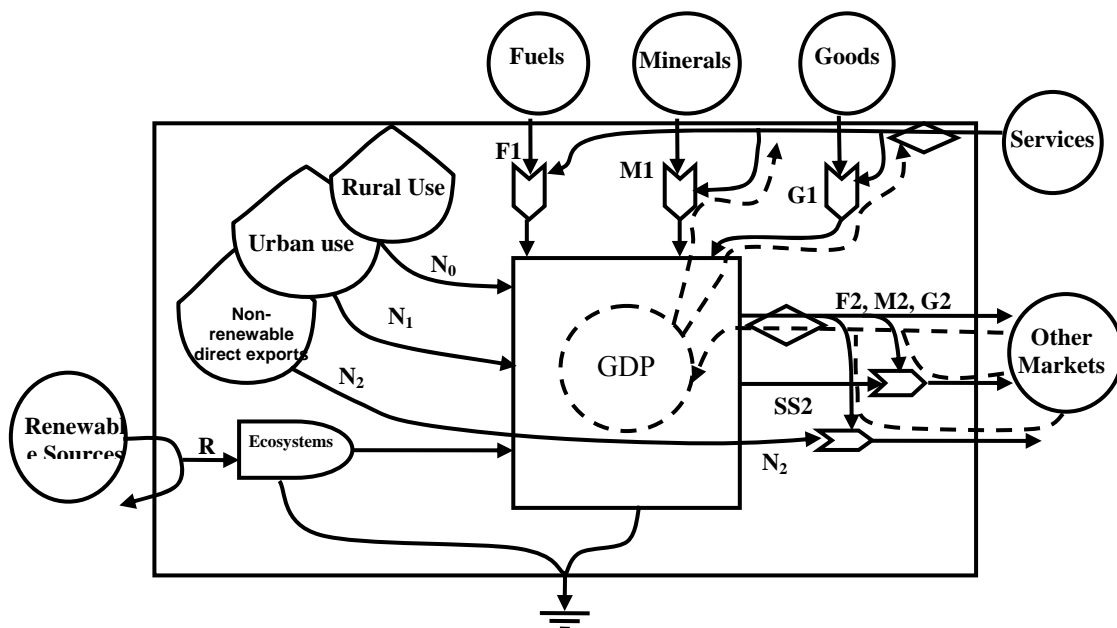 Fuels
Minerals
Goods
Services
F1
M1
G1
Rural Use
Urban use
Non-
renewable
direct exports
N₀
N₁
N₂
F2, M2, G2
Other
Markets
GDP
SS2
N₂
Renewabl
e Sources
R
Ecosystems